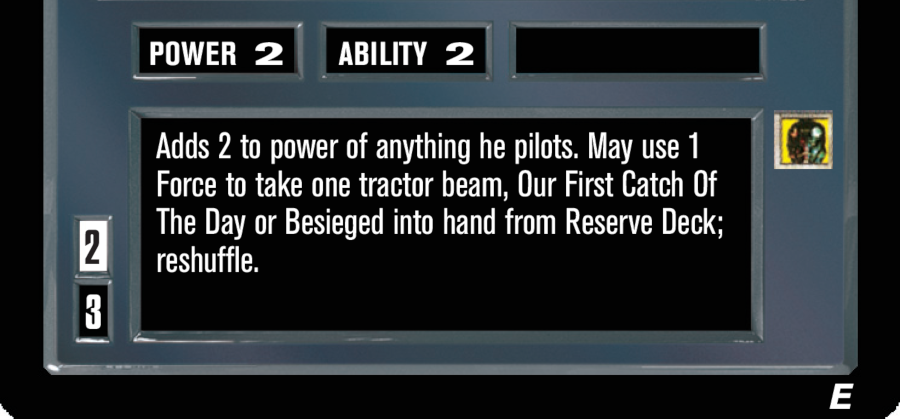 POWER 2 ABILITY 2
Adds 2 to power of anything he pilots. May use 1
Force to take one tractor beam, Our First Catch Of
The Day or Besieged into hand from Reserve Deck;
reshuffle.
2
3
E